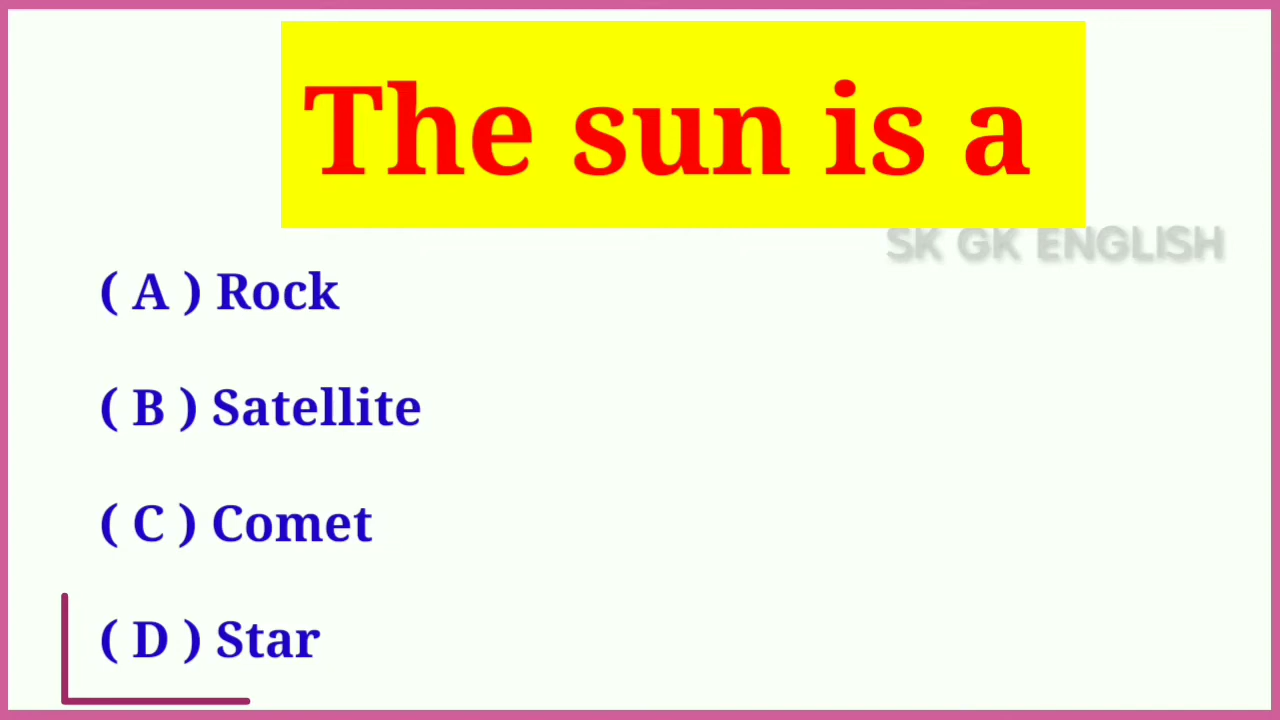 The sun is a
SK GK ENGLISH
( A ) Rock
( B ) Satellite
( C ) Comet
( D ) Star